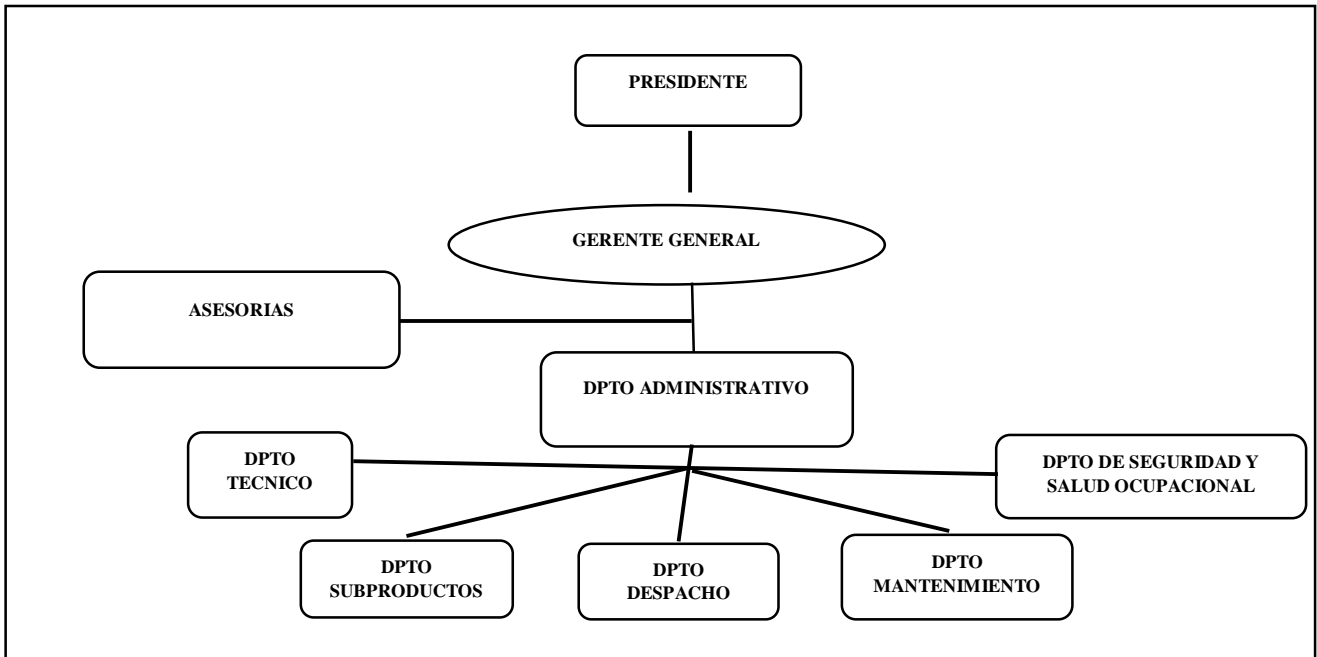 PRESIDENTE
GERENTE GENERAL
ASESORIAS
DPTO ADMINISTRATIVO
DPTO
TECNICO
DPTO DE SEGURIDAD Y
SALUD OCUPACIONAL
DPTO
SUBPRODUCTOS
DPTO
DESPACHO
DPTO
MANTENIMIENTO